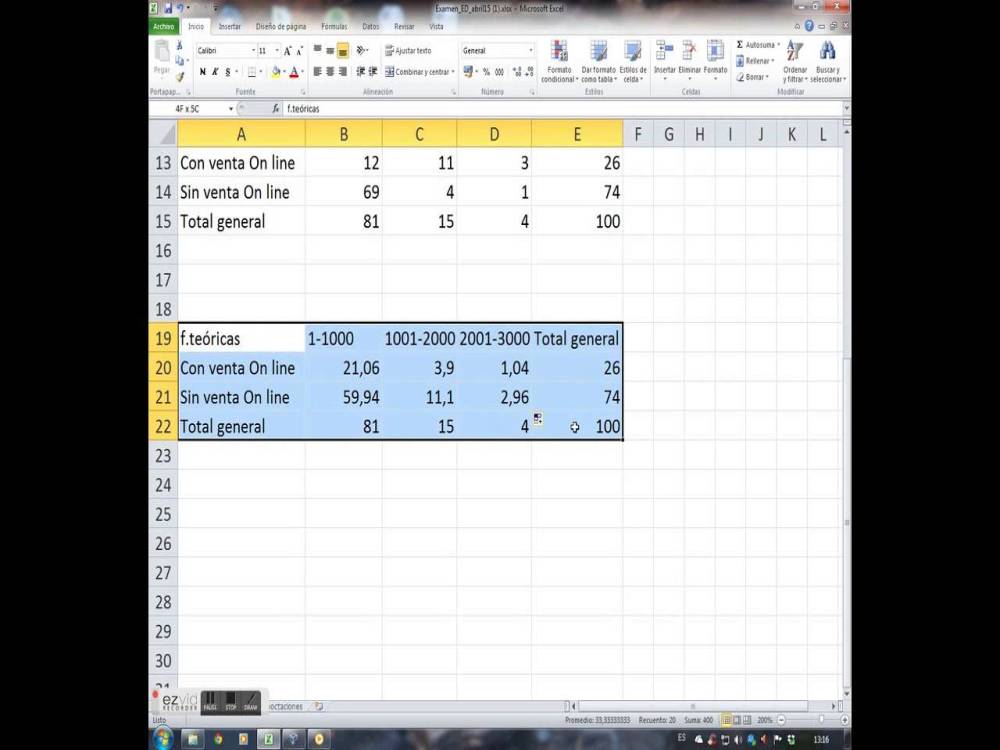 Examen_ED_abril15 (1).xlsx - Microsoft Excel
Archivo Inicio Insertar Diseño de página Fórmulas Datos Revisar Vista
Calibri 11 Ajustar texto General Σ Autosuma
Pegar N K S Combinar y centrar % 000 Formato condicional Dar formato como tabla Estilos de celda Insertar Eliminar Formato Rellenar Borrar Ordenar y filtrar Buscar y seleccionar
Portapap... Fuente Alineación Número Estilos Celdas Modificar
4F x 5C fx f.teóricas
A B C D E F G H I J K L
13 Con venta On line 12 11 3 26
14 Sin venta On line 69 4 1 74
15 Total general 81 15 4 100
16
17
18
19 f.teóricas 1-1000 1001-2000 2001-3000 Total general
20 Con venta On line 21,06 3,9 1,04 26
21 Sin venta On line 59,94 11,1 2,96 74
22 Total general 81 15 4 100
23
24
25
26
27
28
29
30
ezvid RECORDER PAUSE STOP DRAW
Listo Promedio: 33,33333333 Recuento: 20 Suma: 400 200%
ES 13:16